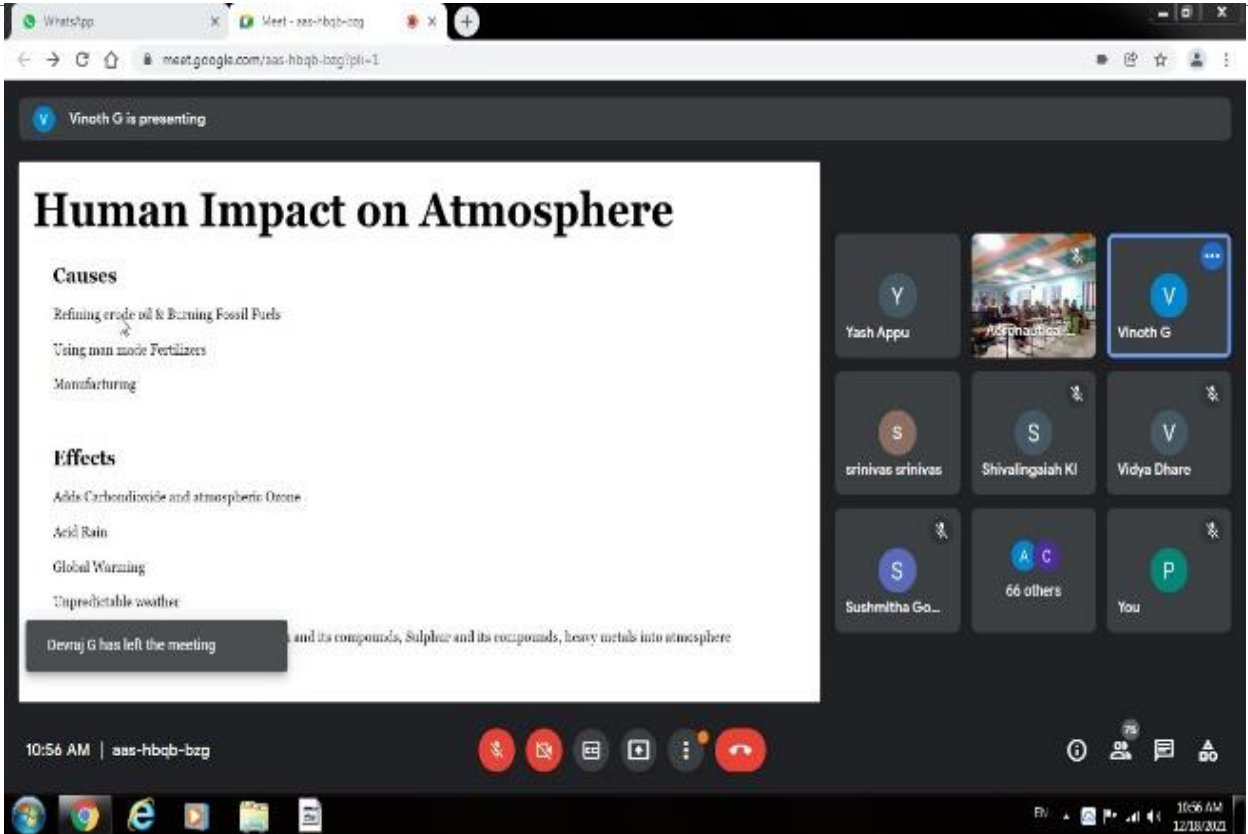 WhatsApp
Meet - aas-hbqb-bzg
meet.google.com/aas-hbqb-bzg?pli=1
V Vinoth G is presenting
Human Impact on Atmosphere
Causes
Refining crude oil & Burning Fossil Fuels
Using man made Fertilizers
Manufacturing
Effects
Adds Carbondioxide and atmospheric Ozone
Acid Rain
Global Warming
Unpredictable weather
and its compounds, Sulphur and its compounds, heavy metals into atmosphere
Devraj G has left the meeting
Y
Yash Appu
V
Vinoth G
s
srinivas srinivas
S
Shivalingaiah KI
V
Vidya Dhare
S
Sushmitha Go...
A C
66 others
P
You
10:56 AM | aas-hbqb-bzg
75
EN
10:56 AM
12/18/2021